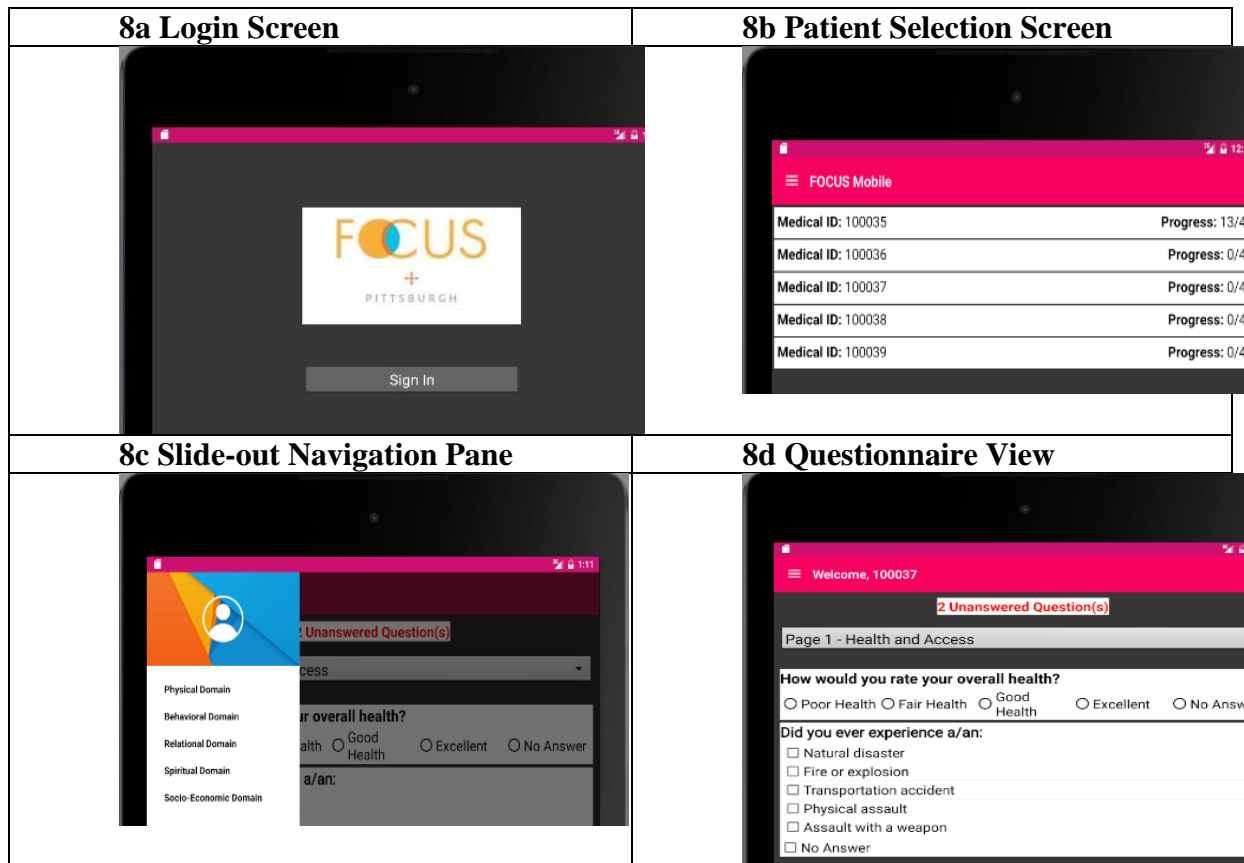 8a Login Screen
8b Patient Selection Screen
FOCUS
PITTSBURGH
Sign In
12:
FOCUS Mobile
Medical ID: 100035 Progress: 13/4
Medical ID: 100036 Progress: 0/4
Medical ID: 100037 Progress: 0/4
Medical ID: 100038 Progress: 0/4
Medical ID: 100039 Progress: 0/4
8c Slide-out Navigation Pane
8d Questionnaire View
1:11
2 Unanswered Question(s)
cess
Physical Domain
Behavioral Domain
Relational Domain
Spiritual Domain
Socio-Economic Domain
ur overall health?
alth Good Health Excellent No Answer
a/an:
Welcome, 100037
2 Unanswered Question(s)
Page 1 - Health and Access
How would you rate your overall health?
Poor Health Fair Health Good Health Excellent No Answ
Did you ever experience a/an:
Natural disaster
Fire or explosion
Transportation accident
Physical assault
Assault with a weapon
No Answer